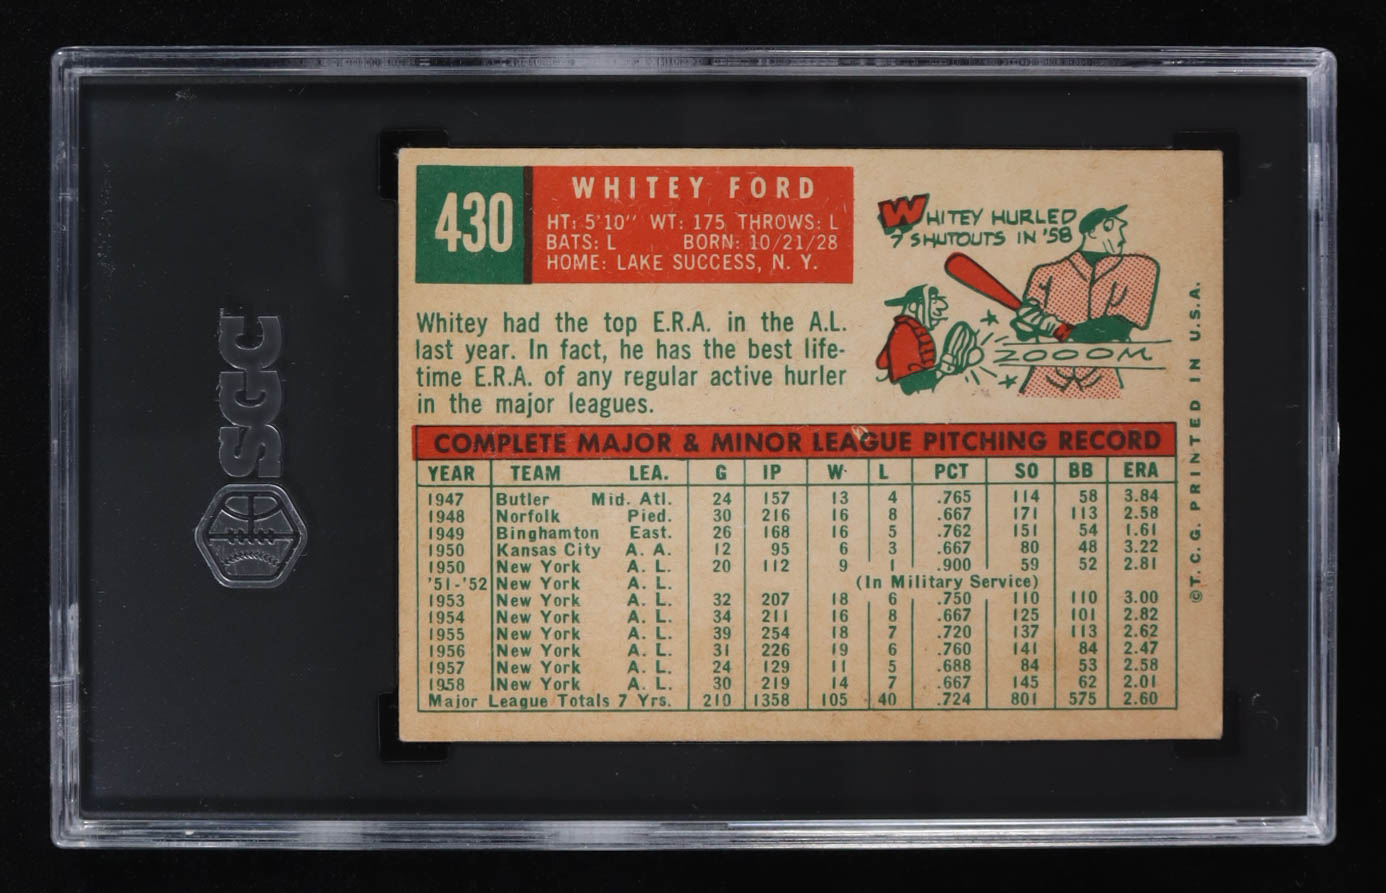 430
WHITEY FORD
HT: 5'10" WT: 175 THROWS: L
BATS: L BORN: 10/21/28
HOME: LAKE SUCCESS, N. Y.
WHITEY HURLED
7 SHUTOUTS IN '58
ZOOOM
Whitey had the top E.R.A. in the A.L.
last year. In fact, he has the best life-
time E.R.A. of any regular active hurler
in the major leagues.
COMPLETE MAJOR & MINOR LEAGUE PITCHING RECORD
YEAR TEAM LEA. G IP W L PCT SO BB ERA
1947 Butler Mid. Atl. 24 157 13 4 .765 114 58 3.84
1948 Norfolk Pied. 30 216 16 8 .667 171 113 2.58
1949 Binghamton East. 26 168 16 5 .762 151 54 1.61
1950 Kansas City A. A. 12 95 6 3 .667 80 48 3.22
1950 New York A. L. 20 112 9 1 .900 59 52 2.81
'51-'52 New York A. L. (In Military Service)
1953 New York A. L. 32 207 18 6 .750 110 110 3.00
1954 New York A. L. 34 211 16 8 .667 125 101 2.82
1955 New York A. L. 39 254 18 7 .720 137 113 2.62
1956 New York A. L. 31 226 19 6 .760 141 84 2.47
1957 New York A. L. 24 129 11 5 .688 84 53 2.58
1958 New York A. L. 30 219 14 7 .667 145 62 2.01
Major League Totals 7 Yrs. 210 1358 105 40 .724 801 575 2.60
©T. C. G. PRINTED IN U.S.A.
SGC